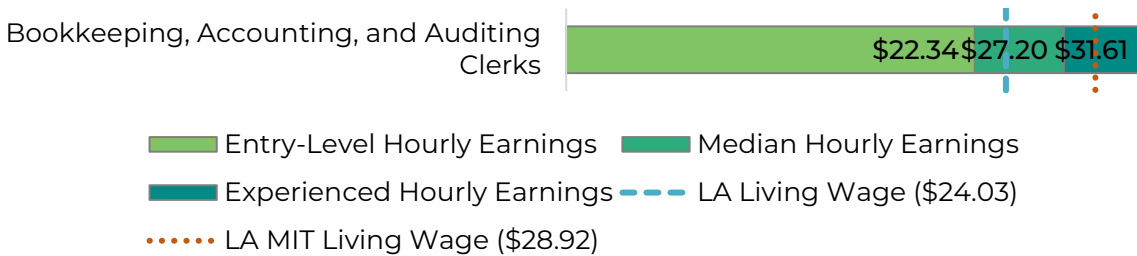 Bookkeeping, Accounting, and Auditing
Clerks
$22.34 $27.20 $31.61
Entry-Level Hourly Earnings
Median Hourly Earnings
Experienced Hourly Earnings
LA Living Wage ($24.03)
LA MIT Living Wage ($28.92)